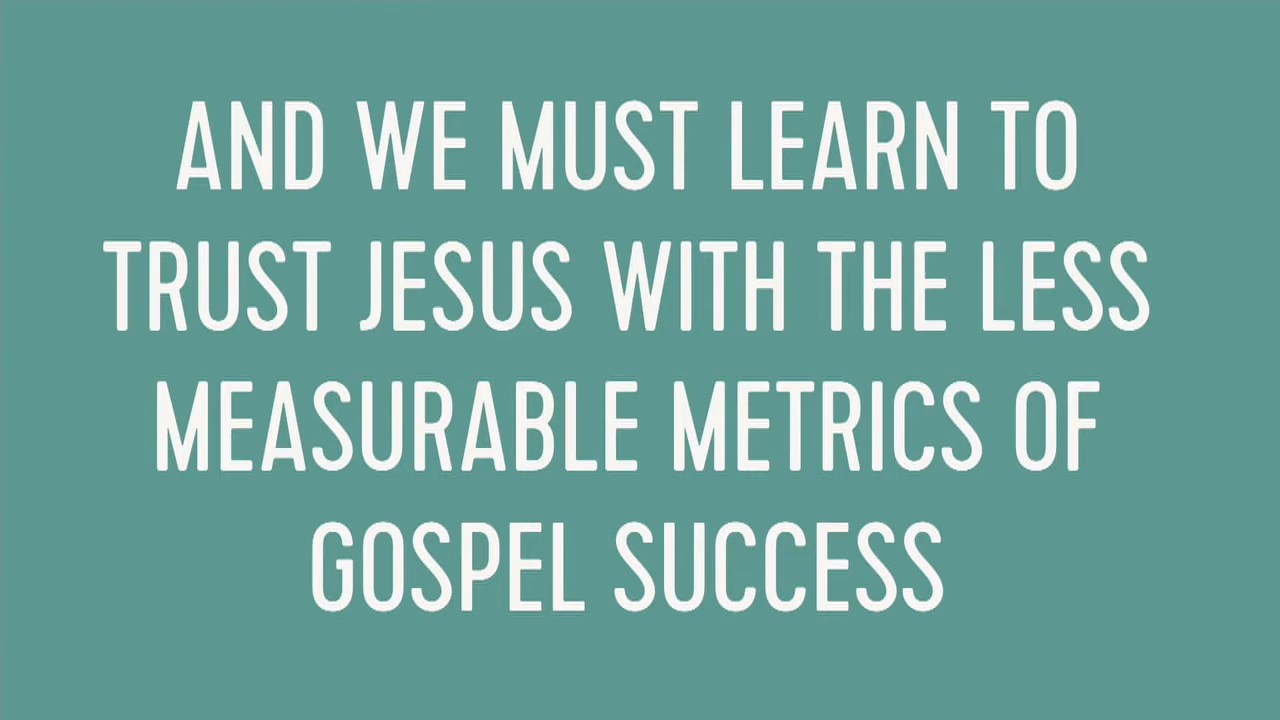 AND WE MUST LEARN TO
TRUST JESUS WITH THE LESS
MEASURABLE METRICS OF
GOSPEL SUCCESS